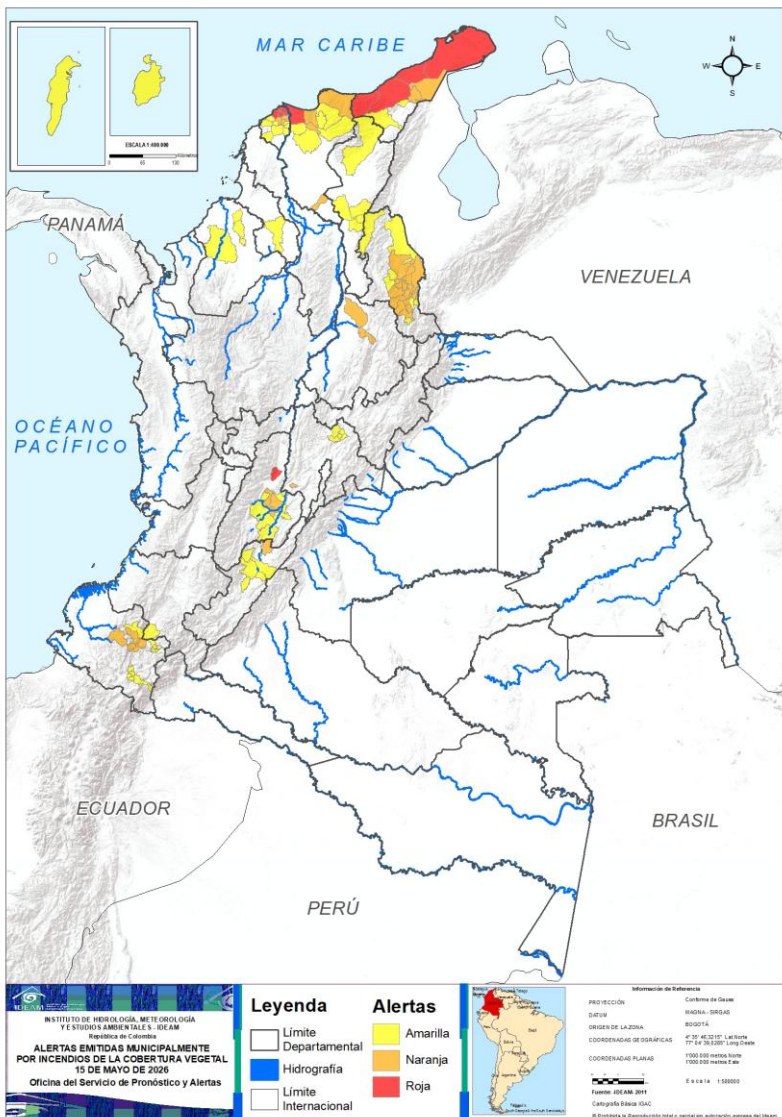 MAR CARIBE
N
W
E
S
ESCALA 1:400.000
PANAMÁ
VENEZUELA
OCÉANO
PACÍFICO
ECUADOR
BRASIL
PERÚ
IDEAM
INSTITUTO DE HIDROLOGÍA, METEOROLOGÍA
Y ESTUDIOS AMBIENTALES - IDEAM
República de Colombia
ALERTAS EMITIDAS MUNICIPALMENTE
POR INCENDIOS DE LA COBERTURA VEGETAL
15 DE MAYO DE 2026
Oficina del Servicio de Pronóstico y Alertas
Leyenda
Límite
Departamental
Hidrografía
Límite
Internacional
Alertas
Amarilla
Naranja
Roja
Información de Referencia
PROYECCIÓN
Conforme de Gauss
DATUM
MAGNA - SIRGAS
ORIGEN DE LA ZONA
BOGOTÁ
COORDENADAS GEOGRÁFICAS
COORDENADAS PLANAS
1'000.000 metros Norte
1'000.000 metros Este
Fuente: IDEAM. 2011
Cartografía Básica IGAC